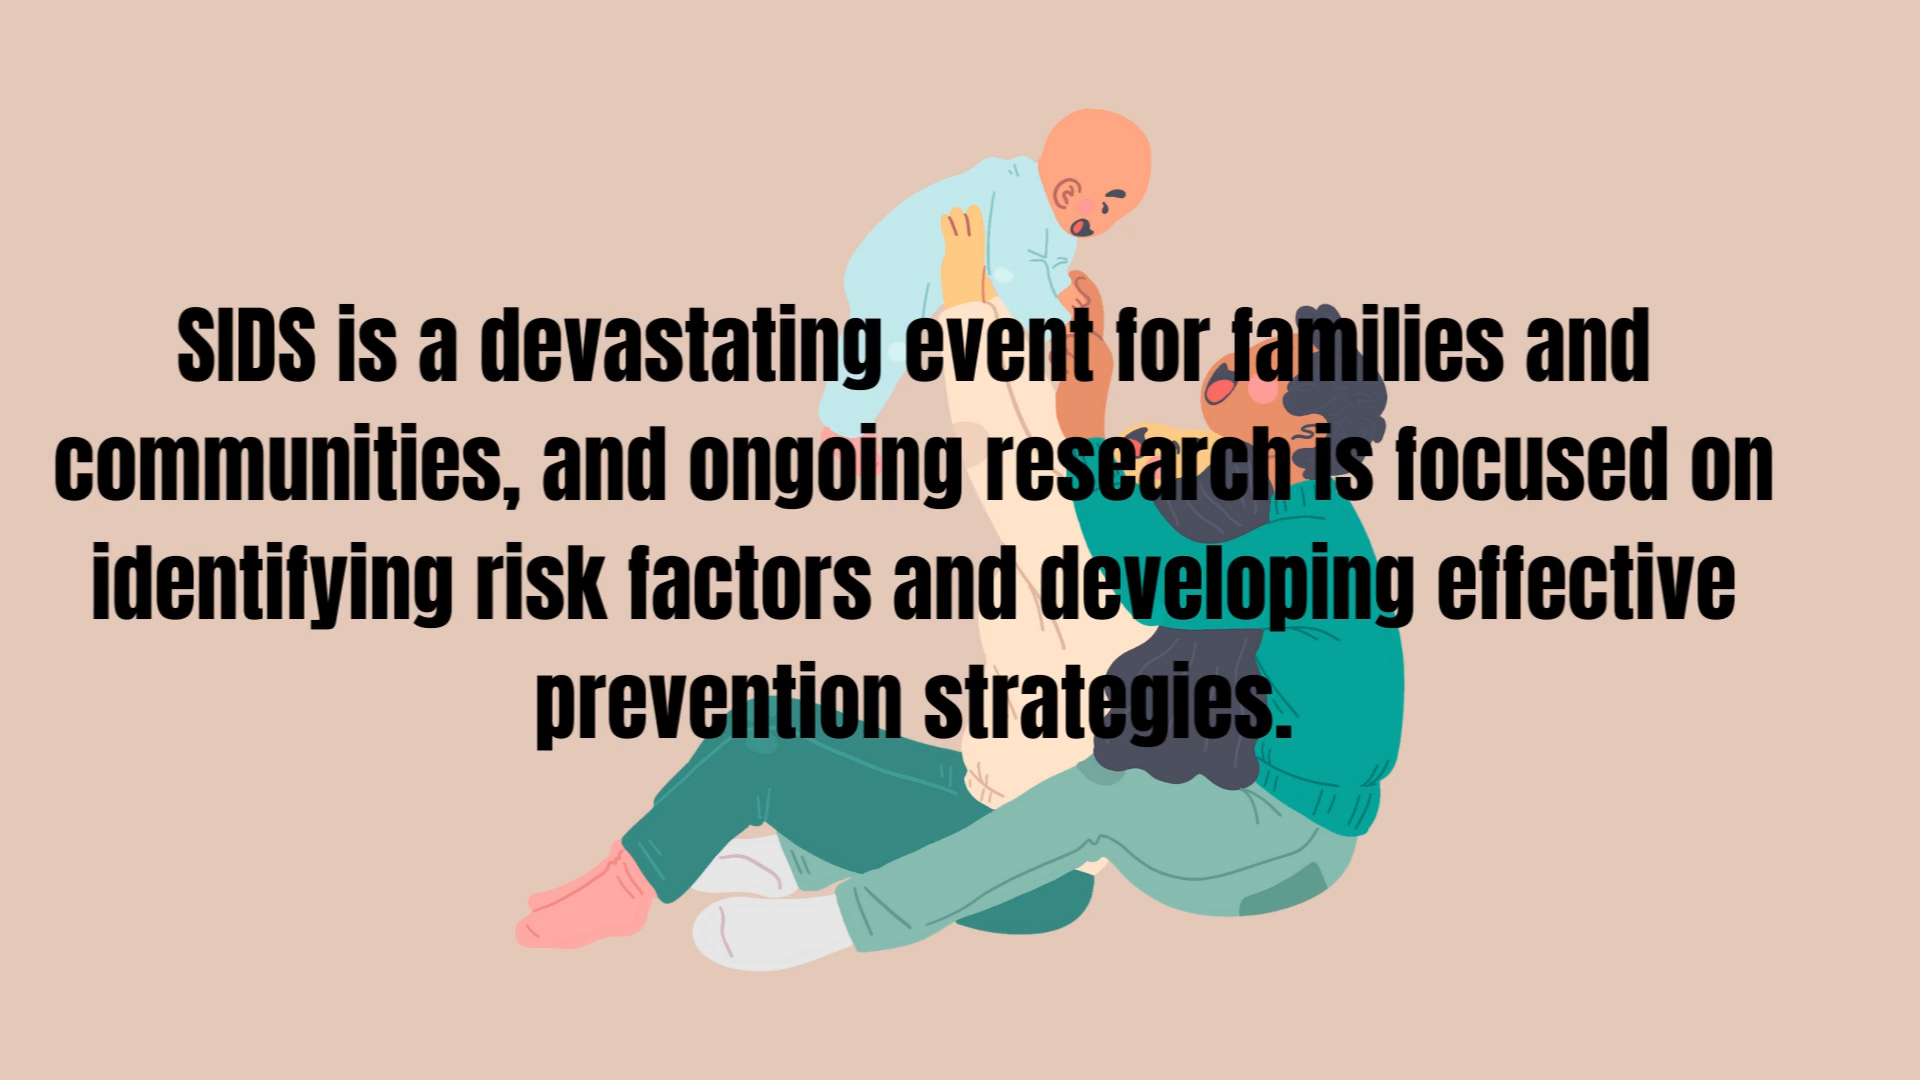 SIDS is a devastating event for families and
communities, and ongoing research is focused on
identifying risk factors and developing effective
prevention strategies.